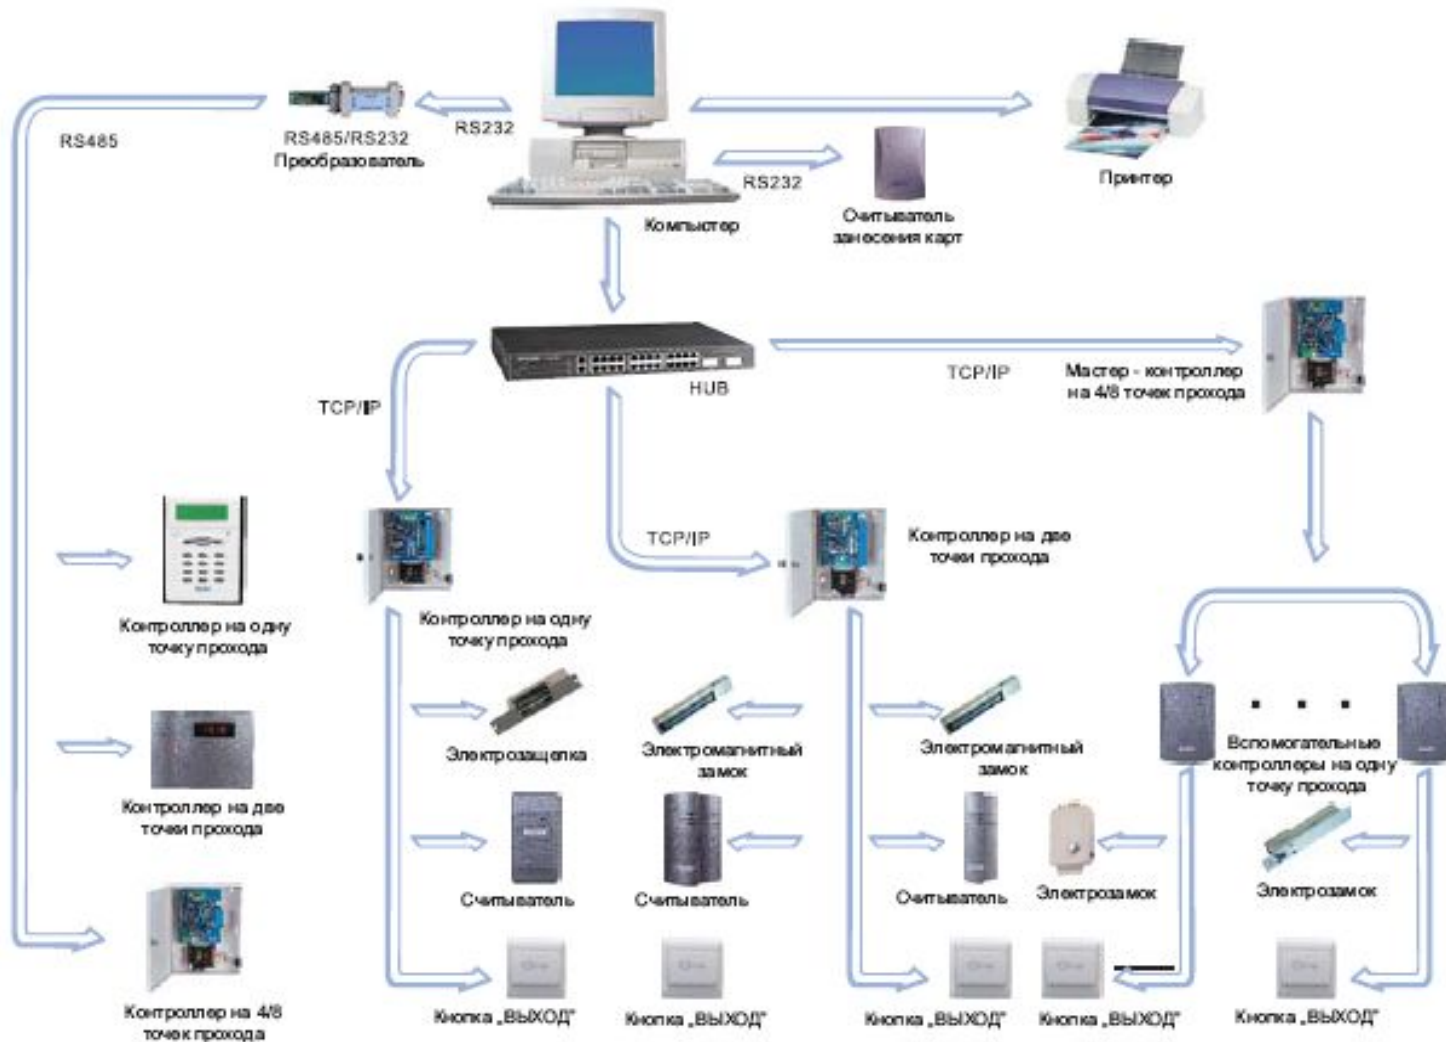 RS485
RS485/RS232
Преобразователь
RS232
RS232
Компьютер
Считыватель
занесения карт
Принтер
HUB
TCP/IP
TCP/IP
TCP/IP
Мастер - контроллер
на 4/8 точек прохода
Контроллер на две
точки прохода
Контроллер на одну
точку прохода
Контроллер на одну
точку прохода
Электрозащелка
Электромагнитный
замок
Электромагнитный
замок
Вспомогательные
контроллеры на одну
точку прохода
Контроллер на две
точки прохода
Считыватель
Считыватель
Считыватель
Электрозамок
Электрозамок
Контроллер на 4/8
точек прохода
Кнопка „ВЫХОД"
Кнопка „ВЫХОД"
Кнопка „ВЫХОД"
Кнопка „ВЫХОД"
Кнопка „ВЫХОД"